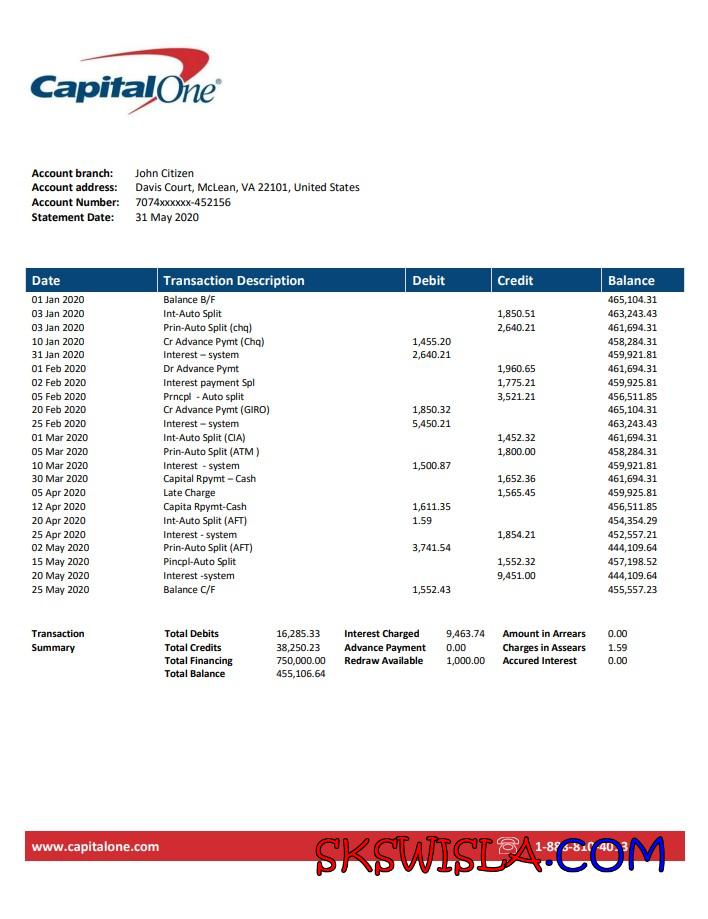 CapitalOne®
Account branch: John Citizen
Account address: Davis Court, McLean, VA 22101, United States
Account Number: 7074xxxxxx-452156
Statement Date: 31 May 2020
Date Transaction Description Debit Credit Balance
01 Jan 2020 Balance B/F 465,104.31
03 Jan 2020 Int-Auto Split 1,850.51 463,243.43
03 Jan 2020 Prin-Auto Split (chq) 2,640.21 461,694.31
10 Jan 2020 Cr Advance Pymt (Chq) 1,455.20 458,284.31
31 Jan 2020 Interest – system 2,640.21 459,921.81
01 Feb 2020 Dr Advance Pymt 1,960.65 461,694.31
02 Feb 2020 Interest payment Spl 1,775.21 459,925.81
05 Feb 2020 Prncpl - Auto split 3,521.21 456,511.85
20 Feb 2020 Cr Advance Pymt (GIRO) 1,850.32 465,104.31
25 Feb 2020 Interest – system 5,450.21 463,243.43
01 Mar 2020 Int-Auto Split (CIA) 1,452.32 461,694.31
05 Mar 2020 Prin-Auto Split (ATM ) 1,800.00 458,284.31
10 Mar 2020 Interest - system 1,500.87 459,921.81
30 Mar 2020 Capital Rpymt – Cash 1,652.36 461,694.31
05 Apr 2020 Late Charge 1,565.45 459,925.81
12 Apr 2020 Capita Rpymt-Cash 1,611.35 456,511.85
20 Apr 2020 Int-Auto Split (AFT) 1.59 454,354.29
25 Apr 2020 Interest - system 1,854.21 452,557.21
02 May 2020 Prin-Auto Split (AFT) 3,741.54 444,109.64
15 May 2020 Pincpl-Auto Split 1,552.32 457,198.52
20 May 2020 Interest -system 9,451.00 444,109.64
25 May 2020 Balance C/F 1,552.43 455,557.23
Transaction Total Debits 16,285.33 Interest Charged 9,463.74 Amount in Arrears 0.00
Summary Total Credits 38,250.23 Advance Payment 0.00 Charges in Assears 1.59
Total Financing 750,000.00 Redraw Available 1,000.00 Accured Interest 0.00
Total Balance 455,106.64
www.capitalone.com
SKSWISLA.COM